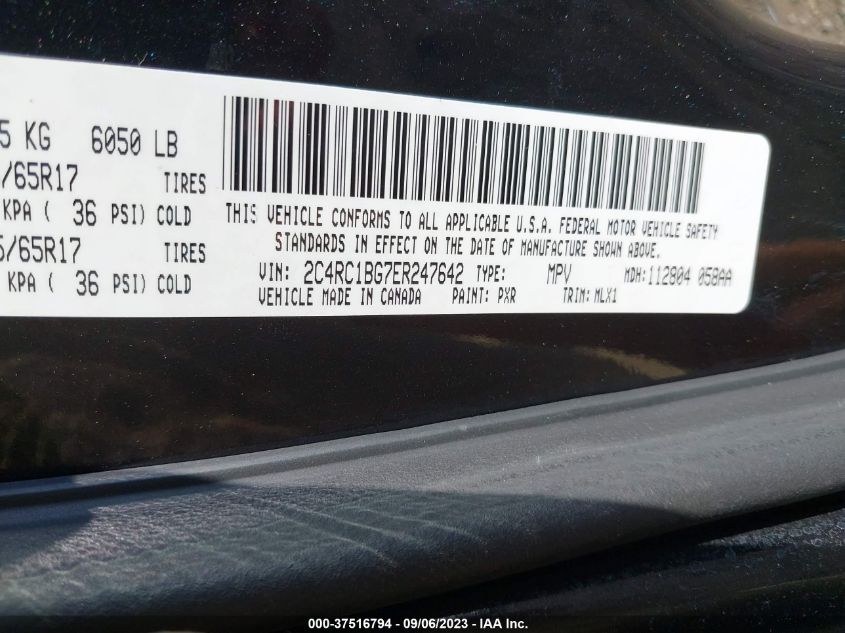 5 KG 6050 LB
/65R17 TIRES
KPA ( 36 PSI) COLD
5/65R17 TIRES
KPA ( 36 PSI) COLD
THIS VEHICLE CONFORMS TO ALL APPLICABLE U.S.A. FEDERAL MOTOR VEHICLE SAFETY
STANDARDS IN EFFECT ON THE DATE OF MANUFACTURE SHOWN ABOVE.
VIN: 2C4RC1BG7ER247642 TYPE: MPV MDH:112804 058AA
VEHICLE MADE IN CANADA PAINT: PXR TRIM: MLX1
000-37516794 - 09/06/2023 - IAA Inc.